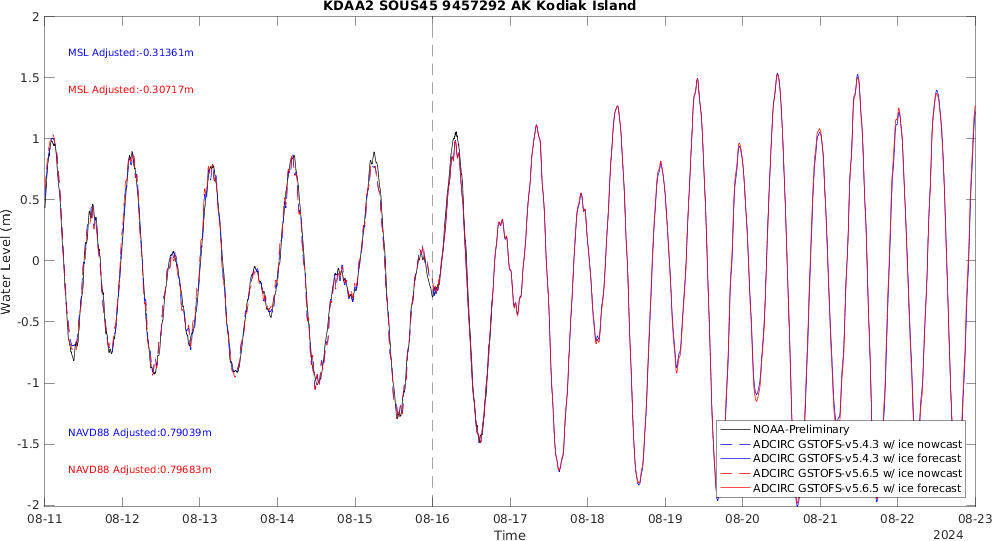 KDAA2 SOUS45 9457292 AK Kodiak Island
MSL Adjusted:-0.31361m
MSL Adjusted:-0.30717m
NAVD88 Adjusted:0.79039m
NAVD88 Adjusted:0.79683m
Water Level (m)
2
1.5
1
0.5
0
-0.5
-1
-1.5
-2
NOAA-Preliminary
ADCIRC GSTOFS-v5.4.3 w/ ice nowcast
ADCIRC GSTOFS-v5.4.3 w/ ice forecast
ADCIRC GSTOFS-v5.6.5 w/ ice nowcast
ADCIRC GSTOFS-v5.6.5 w/ ice forecast
08-11 08-12 08-13 08-14 08-15 08-16 08-17 08-18 08-19 08-20 08-21 08-22 08-23
Time
2024